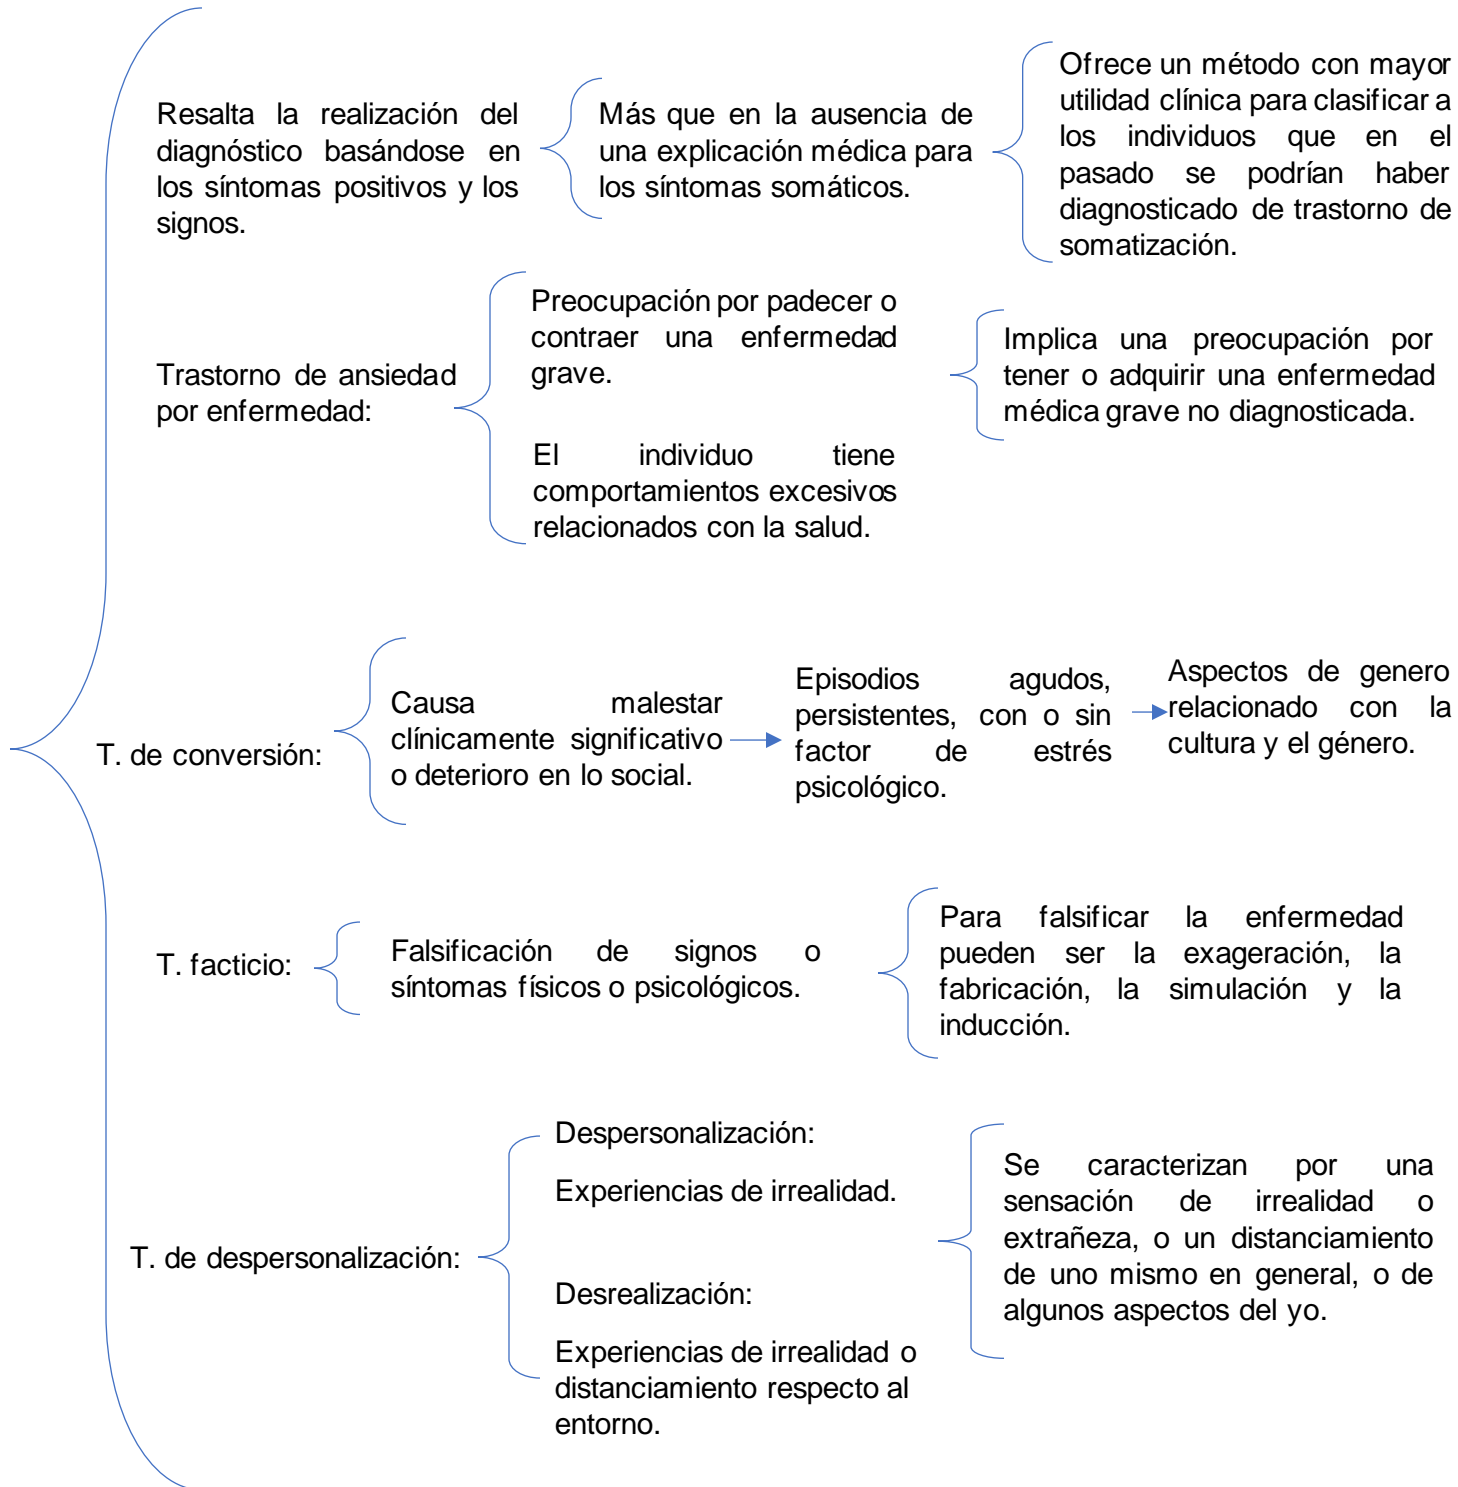 Resalta la realización del
diagnóstico basándose en
los síntomas positivos y los
signos.
Más que en la ausencia de
una explicación médica para
los síntomas somáticos.
Ofrece un método con mayor
utilidad clínica para clasificar a
los individuos que en el
pasado se podrían haber
diagnosticado de trastorno de
somatización.
Trastorno de ansiedad
por enfermedad:
Preocupación por padecer o
contraer una enfermedad
grave.
El individuo tiene
comportamientos excesivos
relacionados con la salud.
Implica una preocupación por
tener o adquirir una enfermedad
médica grave no diagnosticada.
T. de conversión:
Causa malestar
clínicamente significativo
o deterioro en lo social.
Episodios agudos,
persistentes, con o sin
factor de estrés
psicológico.
Aspectos de genero
relacionado con la
cultura y el género.
T. facticio:
Falsificación de signos o
síntomas físicos o psicológicos.
Para falsificar la enfermedad
pueden ser la exageración, la
fabricación, la simulación y la
inducción.
T. de despersonalización:
Despersonalización:
Experiencias de irrealidad.
Desrealización:
Experiencias de irrealidad o
distanciamiento respecto al
entorno.
Se caracterizan por una
sensación de irrealidad o
extrañeza, o un distanciamiento
de uno mismo en general, o de
algunos aspectos del yo.